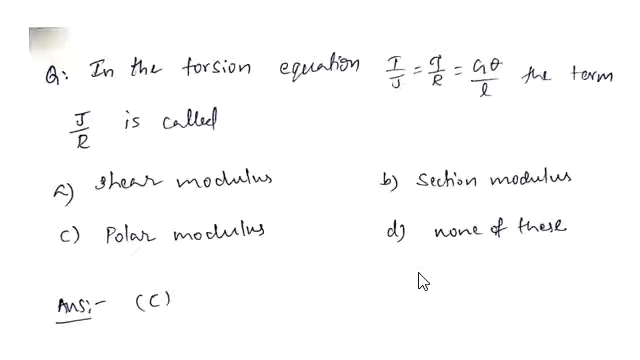 Q: In the torsion equation T/J = q/R = Gθ/l the term
J/R is called
a) shear modulus b) Section modulus
c) Polar modulus d) none of these
Ans:- (C)